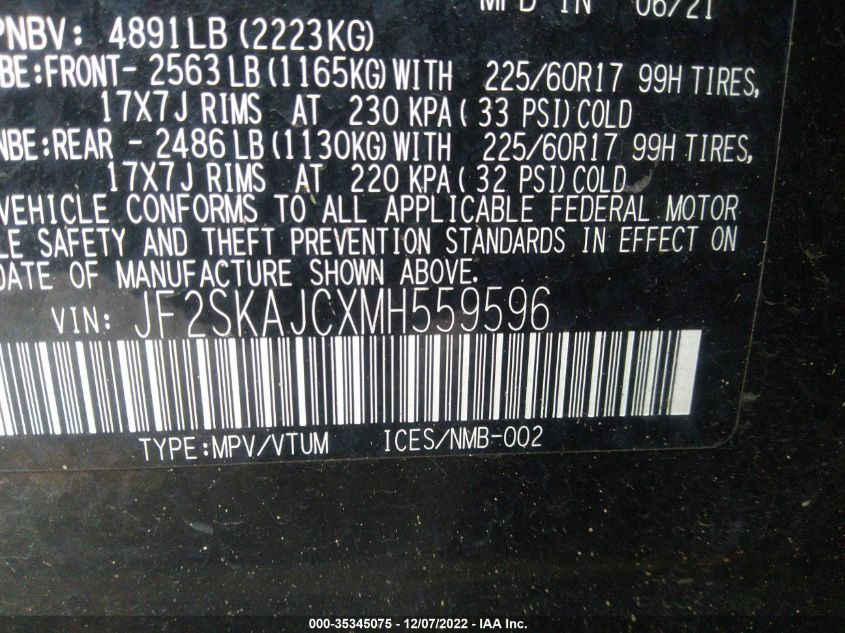 MFD IN 06/21
PNBV: 4891LB (2223KG)
BE:FRONT- 2563 LB (1165KG) WITH 225/60R17 99H TIRES,
17X7J RIMS AT 230 KPA ( 33 PSI) COLD
NBE:REAR - 2486 LB (1130KG) WITH 225/60R17 99H TIRES,
17X7J RIMS AT 220 KPA ( 32 PSI) COLD
VEHICLE CONFORMS TO ALL APPLICABLE FEDERAL MOTOR
LE SAFETY AND THEFT PREVENTION STANDARDS IN EFFECT ON
DATE OF MANUFACTURE SHOWN ABOVE.
VIN: JF2SKAJCXMH559596
TYPE:MPV/VTUM ICES/NMB-002
000-35345075 - 12/07/2022 - IAA Inc.